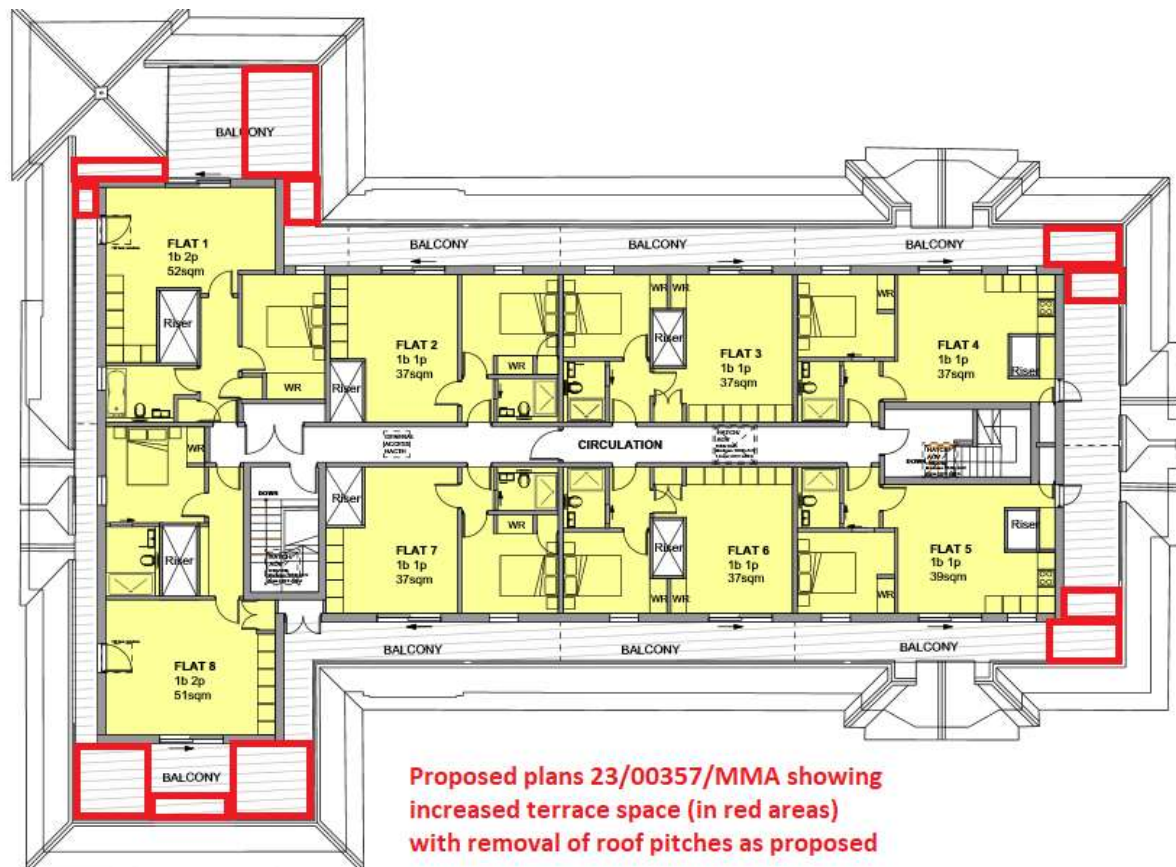 BALCONY
FLAT 1
1b 2p
52sqm
Riser
WR
BALCONY
BALCONY
BALCONY
FLAT 2
1b 1p
37sqm
Riser
WR
WR WR
Riser
FLAT 3
1b 1p
37sqm
WR
FLAT 4
1b 1p
37sqm
Riser
GENERAL
CIRCULATION
WR
Riser
DOWN
DOWN
Riser
FLAT 7
1b 1p
37sqm
WR
Riser
FLAT 6
1b 1p
37sqm
WR WR
WR
FLAT 5
1b 1p
39sqm
Riser
FLAT 8
1b 2p
51sqm
BALCONY
BALCONY
BALCONY
BALCONY
Proposed plans 23/00357/MMA showing
increased terrace space (in red areas)
with removal of roof pitches as proposed